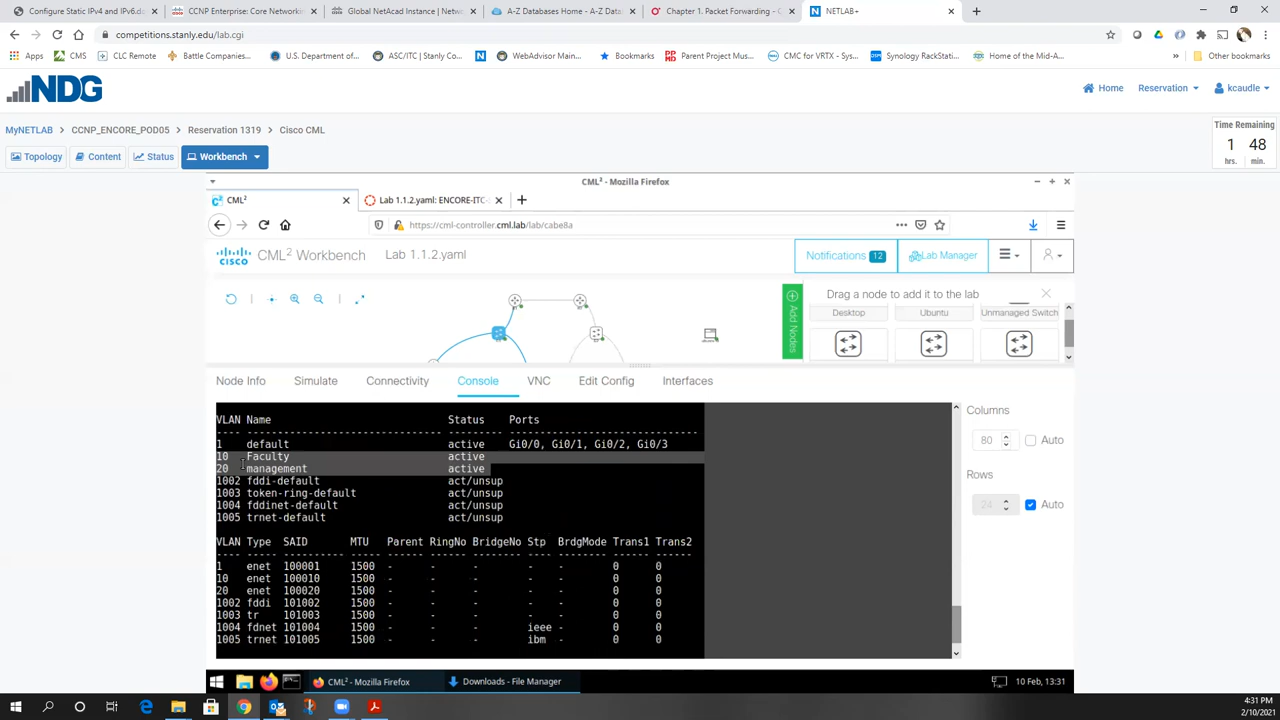 Configure Static IPv4 and IPv6.do
CCNP Enterprise: Core Networkin
Global NetAcad Instance | Networ
A-Z Databases Home - A-Z Datab
Chapter 1. Packet Forwarding - C
NETLAB+
competitions.stanly.edu/lab.cgi
Apps
CMS
CLC Remote
Battle Companies...
U.S. Department of...
ASC/ITC | Stanly Co...
WebAdvisor Main...
Bookmarks
Parent Project Mus...
CMC for VRTX - Sys...
Synology RackStati...
Home of the Mid-A...
»
Other bookmarks
NDG
Home
Reservation
kcaudle
MyNETLAB > CCNP_ENCORE_POD05 > Reservation 1319 > Cisco CML
Time Remaining
1 48
hrs. min.
Topology
Content
Status
Workbench
CML² - Mozilla Firefox
CML²
Lab 1.1.2.yaml: ENCORE-ITC-
https://cml-controller.cml.lab/lab/cabe8a
CISCO
CML² Workbench
Lab 1.1.2.yaml
Notifications 12
Lab Manager
Add Nodes
Drag a node to add it to the lab
Desktop Ubuntu Unmanaged Switch
Node Info Simulate Connectivity Console VNC Edit Config Interfaces
VLAN Name Status Ports
---- -------------------------------- --------- -------------------------------
1 default active Gi0/0, Gi0/1, Gi0/2, Gi0/3
10 Faculty active
20 management active
1002 fddi-default act/unsup
1003 token-ring-default act/unsup
1004 fddinet-default act/unsup
1005 trnet-default act/unsup
VLAN Type SAID MTU Parent RingNo BridgeNo Stp BrdgMode Trans1 Trans2
---- ----- ---------- ----- ------ ------ -------- ---- -------- ------ ------
1 enet 100001 1500 - - - - - 0 0
10 enet 100010 1500 - - - - - 0 0
20 enet 100020 1500 - - - - - 0 0
1002 fddi 101002 1500 - - - - - 0 0
1003 tr 101003 1500 - - - - - 0 0
1004 fdnet 101004 1500 - - - ieee - 0 0
1005 trnet 101005 1500 - - - ibm - 0 0
Columns
80 Auto
Rows
24 Auto
CML² - Mozilla Firefox
Downloads - File Manager
10 Feb, 13:31
4:31 PM
2/10/2021